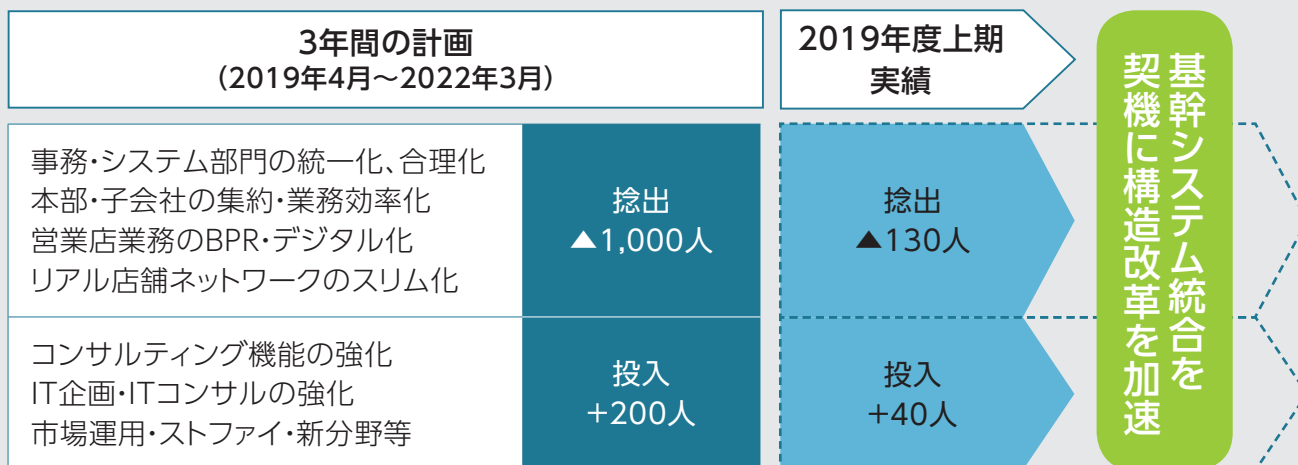 3年間の計画
（2019年4月～2022年3月）
2019年度上期
実績
事務・システム部門の統一化、合理化
本部・子会社の集約・業務効率化
営業店業務のBPR・デジタル化
リアル店舗ネットワークのスリム化
捻出
▲1,000人
捻出
▲130人
コンサルティング機能の強化
IT企画・ITコンサルの強化
市場運用・ストファイ・新分野等
投入
+200人
投入
+40人
基幹システム統合を
契機に構造改革を加速